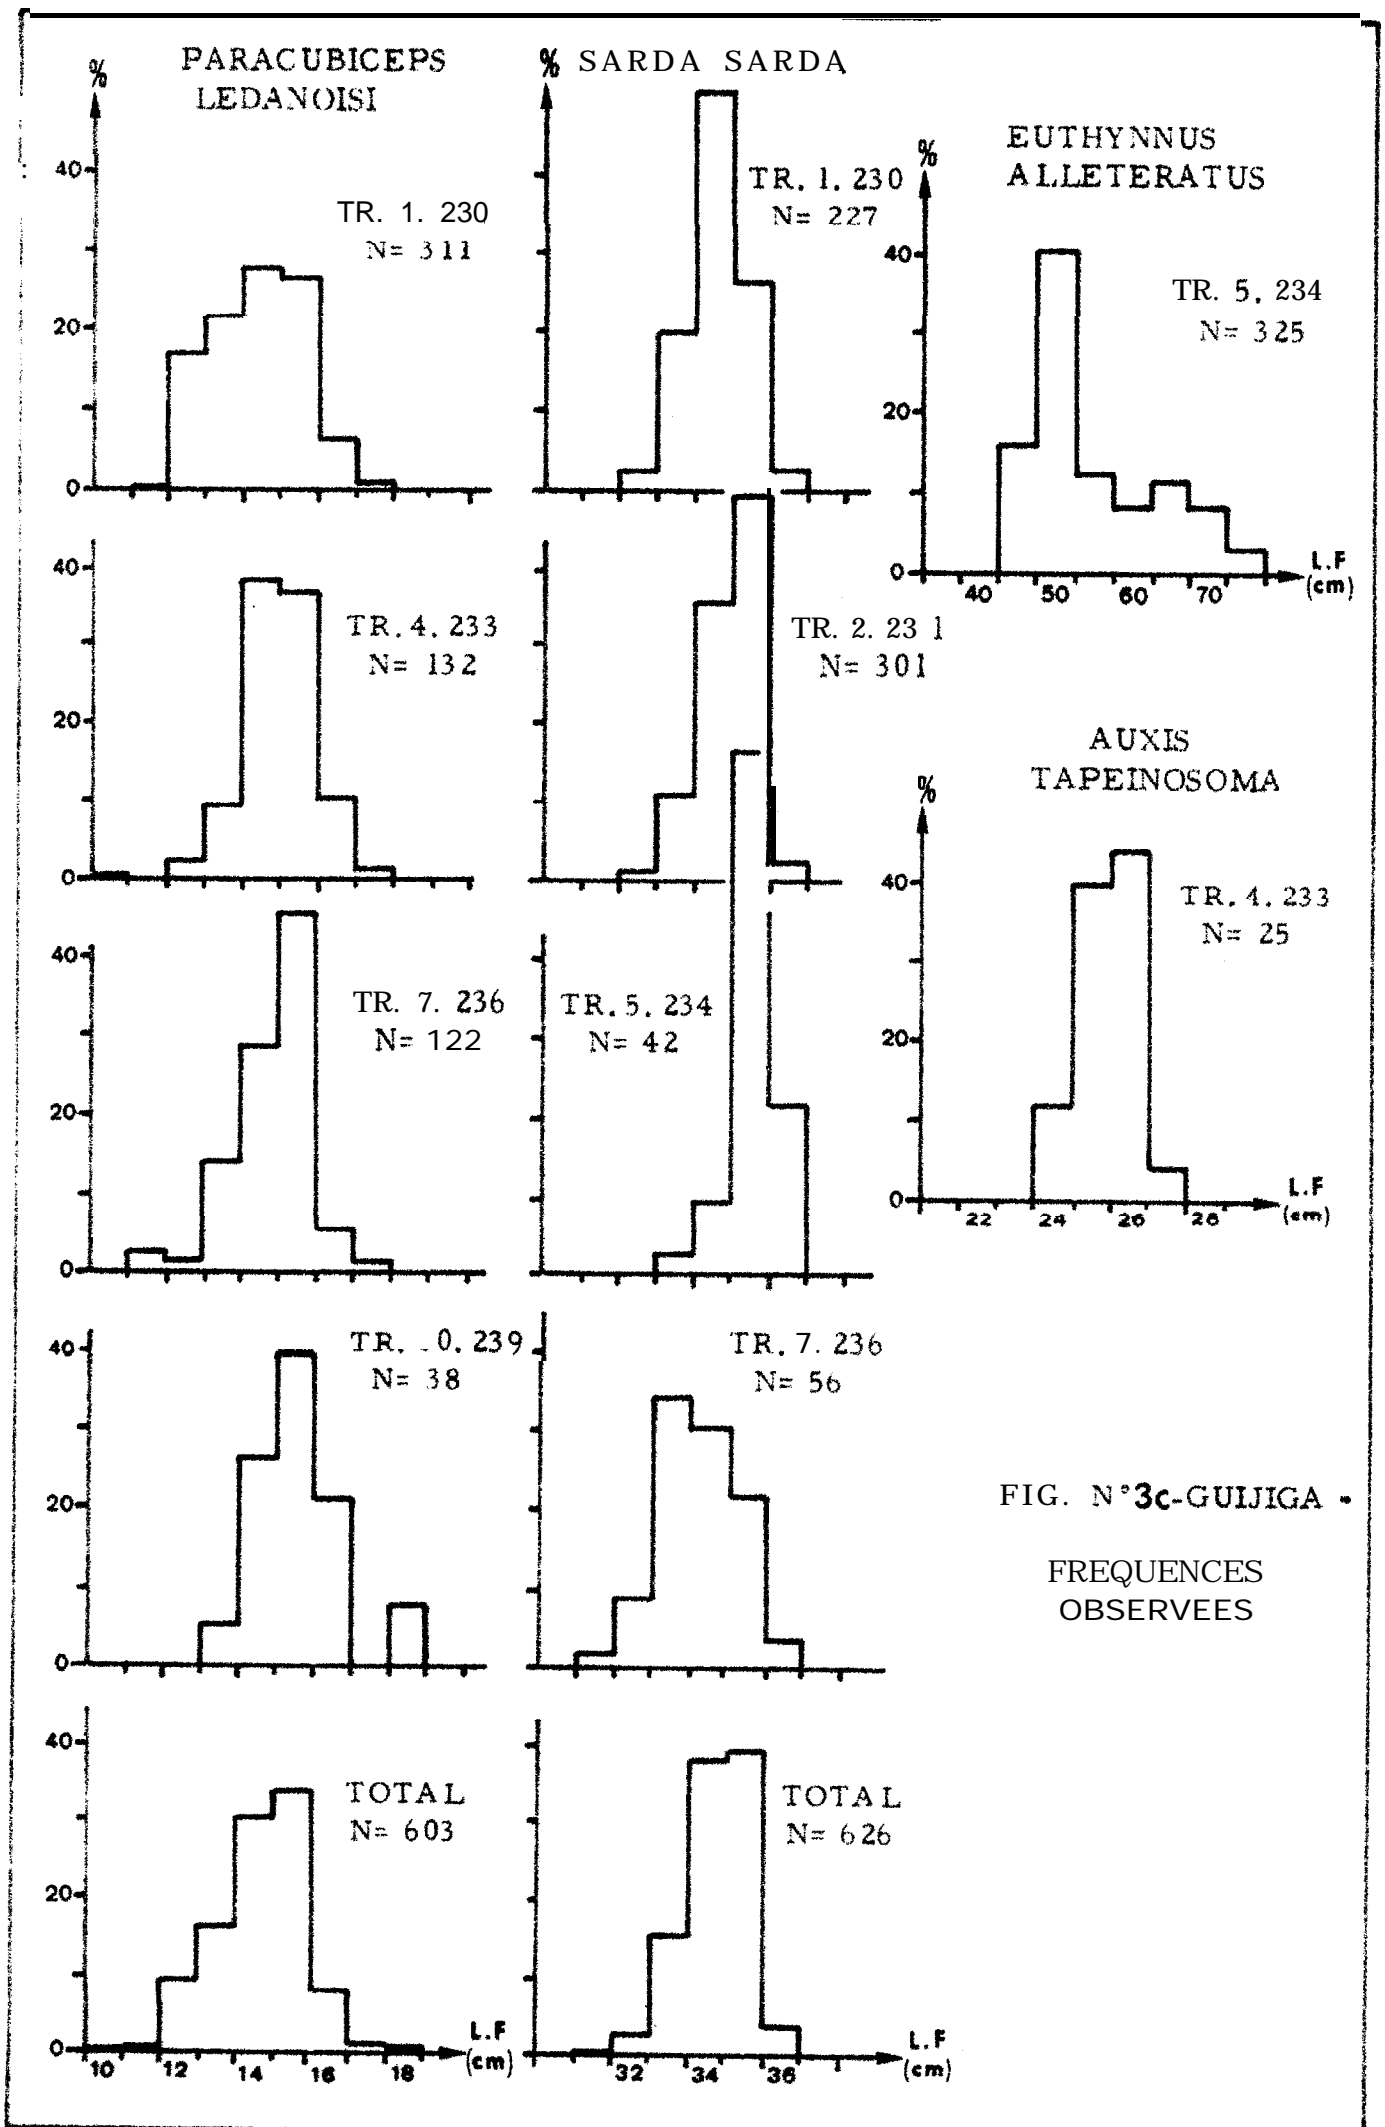 %
PARACUBICEPS
LEDANOISI
40
20
0
TR. 1. 230
N= 311
40
20
0
TR. 4. 233
N= 132
40
20
0
TR. 7. 236
N= 122
40
20
0
0. 239
N= 38
40
20
0
TOTAL
N= 603
10 12 14 16 18
L.F
(cm)
% SARDA SARDA
TR. 1. 230
N= 227
TR. 2. 231
N= 301
TR. 5. 234
N= 42
TR. 7. 236
N= 56
TOTAL
N= 626
32 34 36
L.F
(cm)
%
EUTHYNNUS
ALLETERATUS
40
20
0
TR. 5. 234
N= 325
40 50 60 70
L.F
(cm)
%
AUXIS
TAPEINOSOMA
40
20
0
TR. 4. 233
N= 25
22 24 26 28
L.F
(cm)
FIG. N°3c-GUIJIGA -
FREQUENCES
OBSERVEES